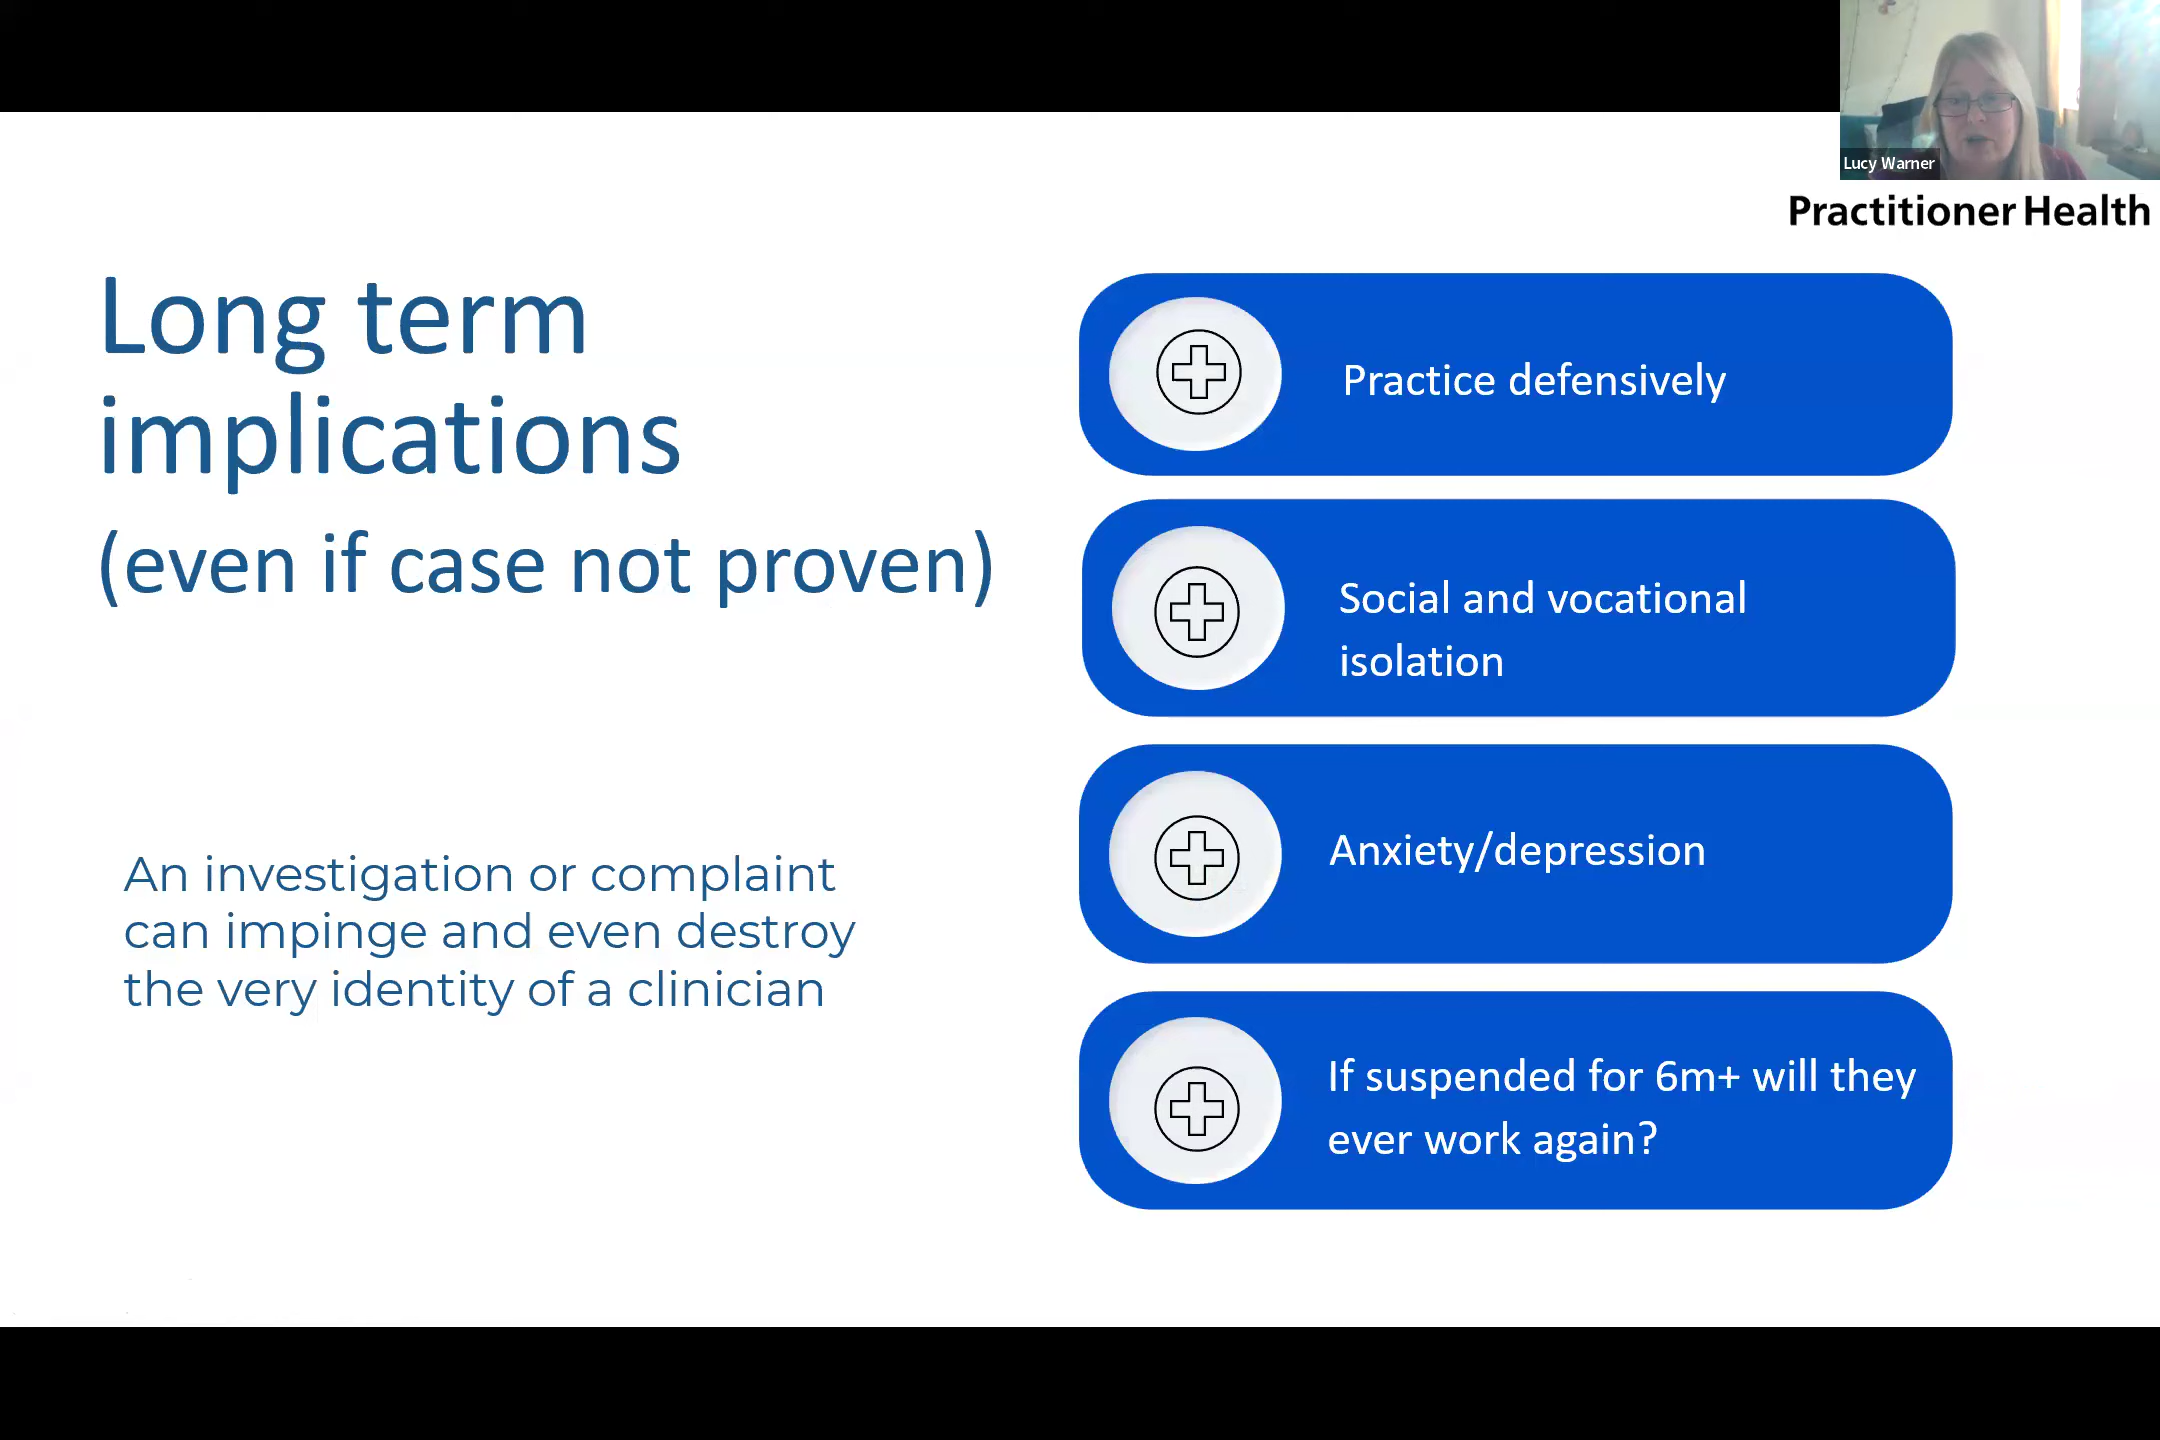 Lucy Warner
Practitioner Health
Long term
implications
(even if case not proven)
An investigation or complaint
can impinge and even destroy
the very identity of a clinician
Practice defensively
Social and vocational
isolation
Anxiety/depression
If suspended for 6m+ will they
ever work again?